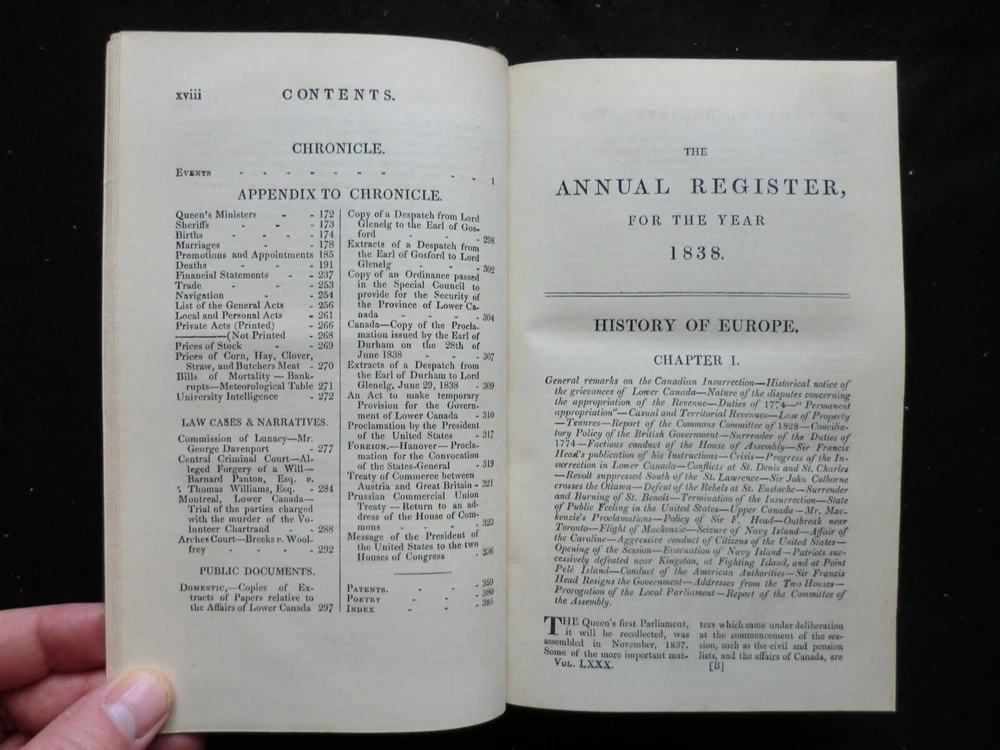 xviii CONTENTS.
CHRONICLE.
EVENTS - - - - - - - - 1
APPENDIX TO CHRONICLE.
Queen's Ministers - - 172
Sheriffs - - - 173
Births - - - - 174
Marriages - - 178
Promotions and Appointments 185
Deaths - - - 191
Financial Statements - - 237
Trade - - - - 253
Navigation - - - 254
List of the General Acts - 256
Local and Personal Acts - 261
Private Acts (Printed) - 266
———(Not Printed - 268
Prices of Stock - - 269
Prices of Corn, Hay, Clover,
Straw, and Butchers Meat - 270
Bills of Mortality — Bank-
rupts—Meteorological Table 271
University Intelligence - 272
LAW CASES & NARRATIVES.
Commission of Lunacy—Mr.
George Davenport - 277
Central Criminal Court—Al-
leged Forgery of a Will—
Barnard Panton, Esq. v.
Thomas Williams, Esq. - 284
Montreal, Lower Canada—
Trial of the parties charged
with the murder of the Vo-
lunteer Chartrand - - 288
Arches Court—Breeks v. Wool-
frey - - - - 292
PUBLIC DOCUMENTS.
DOMESTIC,—Copies of Ex-
tracts of Papers relative to
the Affairs of Lower Canada 297
Copy of a Despatch from Lord
Glenelg to the Earl of Gos-
ford - - - - 298
Extracts of a Despatch from
the Earl of Gosford to Lord
Glenelg - - - - 302
Copy of an Ordinance passed
in the Special Council to
provide for the Security of
the Province of Lower Ca-
nada - - - - 304
Canada—Copy of the Procla-
mation issued by the Earl of
Durham on the 28th of
June 1838 - - - 307
Extracts of a Despatch from
the Earl of Durham to Lord
Glenelg, June 29, 1838 - 309
An Act to make temporary
Provision for the Govern-
ment of Lower Canada - 310
Proclamation by the President
of the United States - 317
FOREIGN.—Hanover—Procla-
mation for the Convocation
of the States-General - 319
Treaty of Commerce between
Austria and Great Britain - 321
Prussian Commercial Union
Treaty — Return to an ad-
dress of the House of Com-
mons - - - - 323
Message of the President of
the United States to the two
Houses of Congress - 336
PATENTS. - - - 359
POETRY - - - 380
INDEX - - - 385
THE
ANNUAL REGISTER,
FOR THE YEAR
1838.
HISTORY OF EUROPE.
CHAPTER I.
General remarks on the Canadian Insurrection—Historical notice of
the grievances of Lower Canada—Nature of the disputes concerning
the appropriation of the Revenue—Duties of 1774—"Permanent
appropriation"—Casual and Territorial Revenues—Law of Property
—Tenures—Report of the Commons Committee of 1828—Concilia-
tory Policy of the British Government—Surrender of the Duties of
1774—Factious conduct of the House of Assembly—Sir Francis
Head's publication of his Instructions—Crisis—Progress of the In-
surrection in Lower Canada—Conflicts at St. Denis and St. Charles
—Revolt suppressed South of the St. Lawrence—Sir John Colborne
crosses the Ottawa—Defeat of the Rebels at St. Eustache—Surrender
and Burning of St. Benoît—Termination of the Insurrection—State
of Public Feeling in the United States—Upper Canada—Mr. Mac-
kenzie's Proclamations—Policy of Sir F. Head—Outbreak near
Toronto—Flight of Mackenzie—Seizure of Navy Island—Affair of
the Caroline—Aggressive conduct of Citizens of the United States—
Opening of the Session—Evacuation of Navy Island—Patriots suc-
cessively defeated near Kingston, at Fighting Island, and at Point
Pelé Island—Conduct of the American Authorities—Sir Francis
Head Resigns the Government—Addresses from the Two Houses—
Prorogation of the Local Parliament—Report of the Committee of
the Assembly.
THE Queen's first Parliament,
it will be recollected, was
assembled in November, 1837.
Some of the more important mat-
ters which came under deliberation
at the commencement of the ses-
sion, such as the civil and pension
lists, and the affairs of Canada, are
VOL. LXXX. [B]